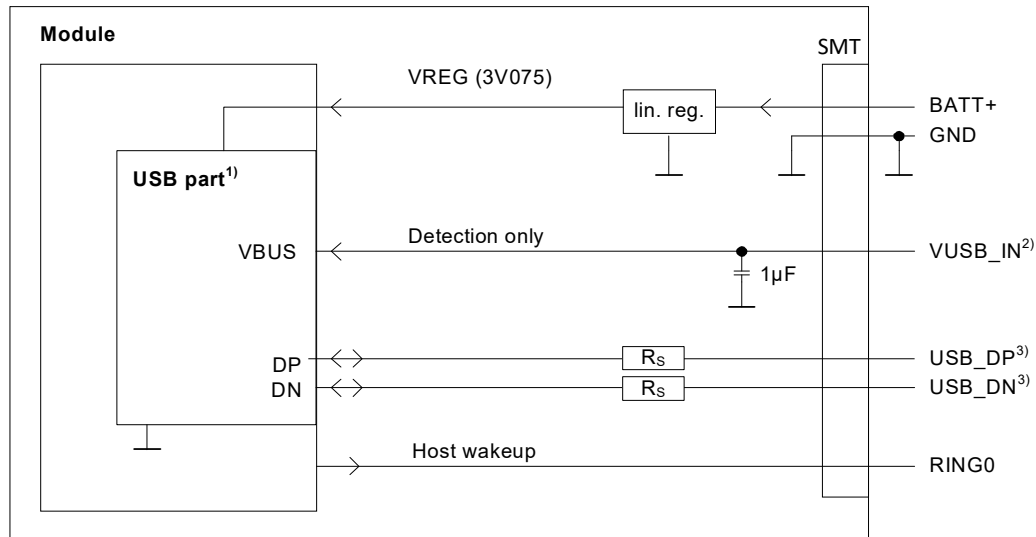 Module
SMT
VREG (3V075)
lin. reg.
BATT+
GND
USB part1)
VBUS
Detection only
1µF
VUSB_IN2)
DP
RS
USB_DP3)
DN
RS
USB_DN3)
Host wakeup
RING0